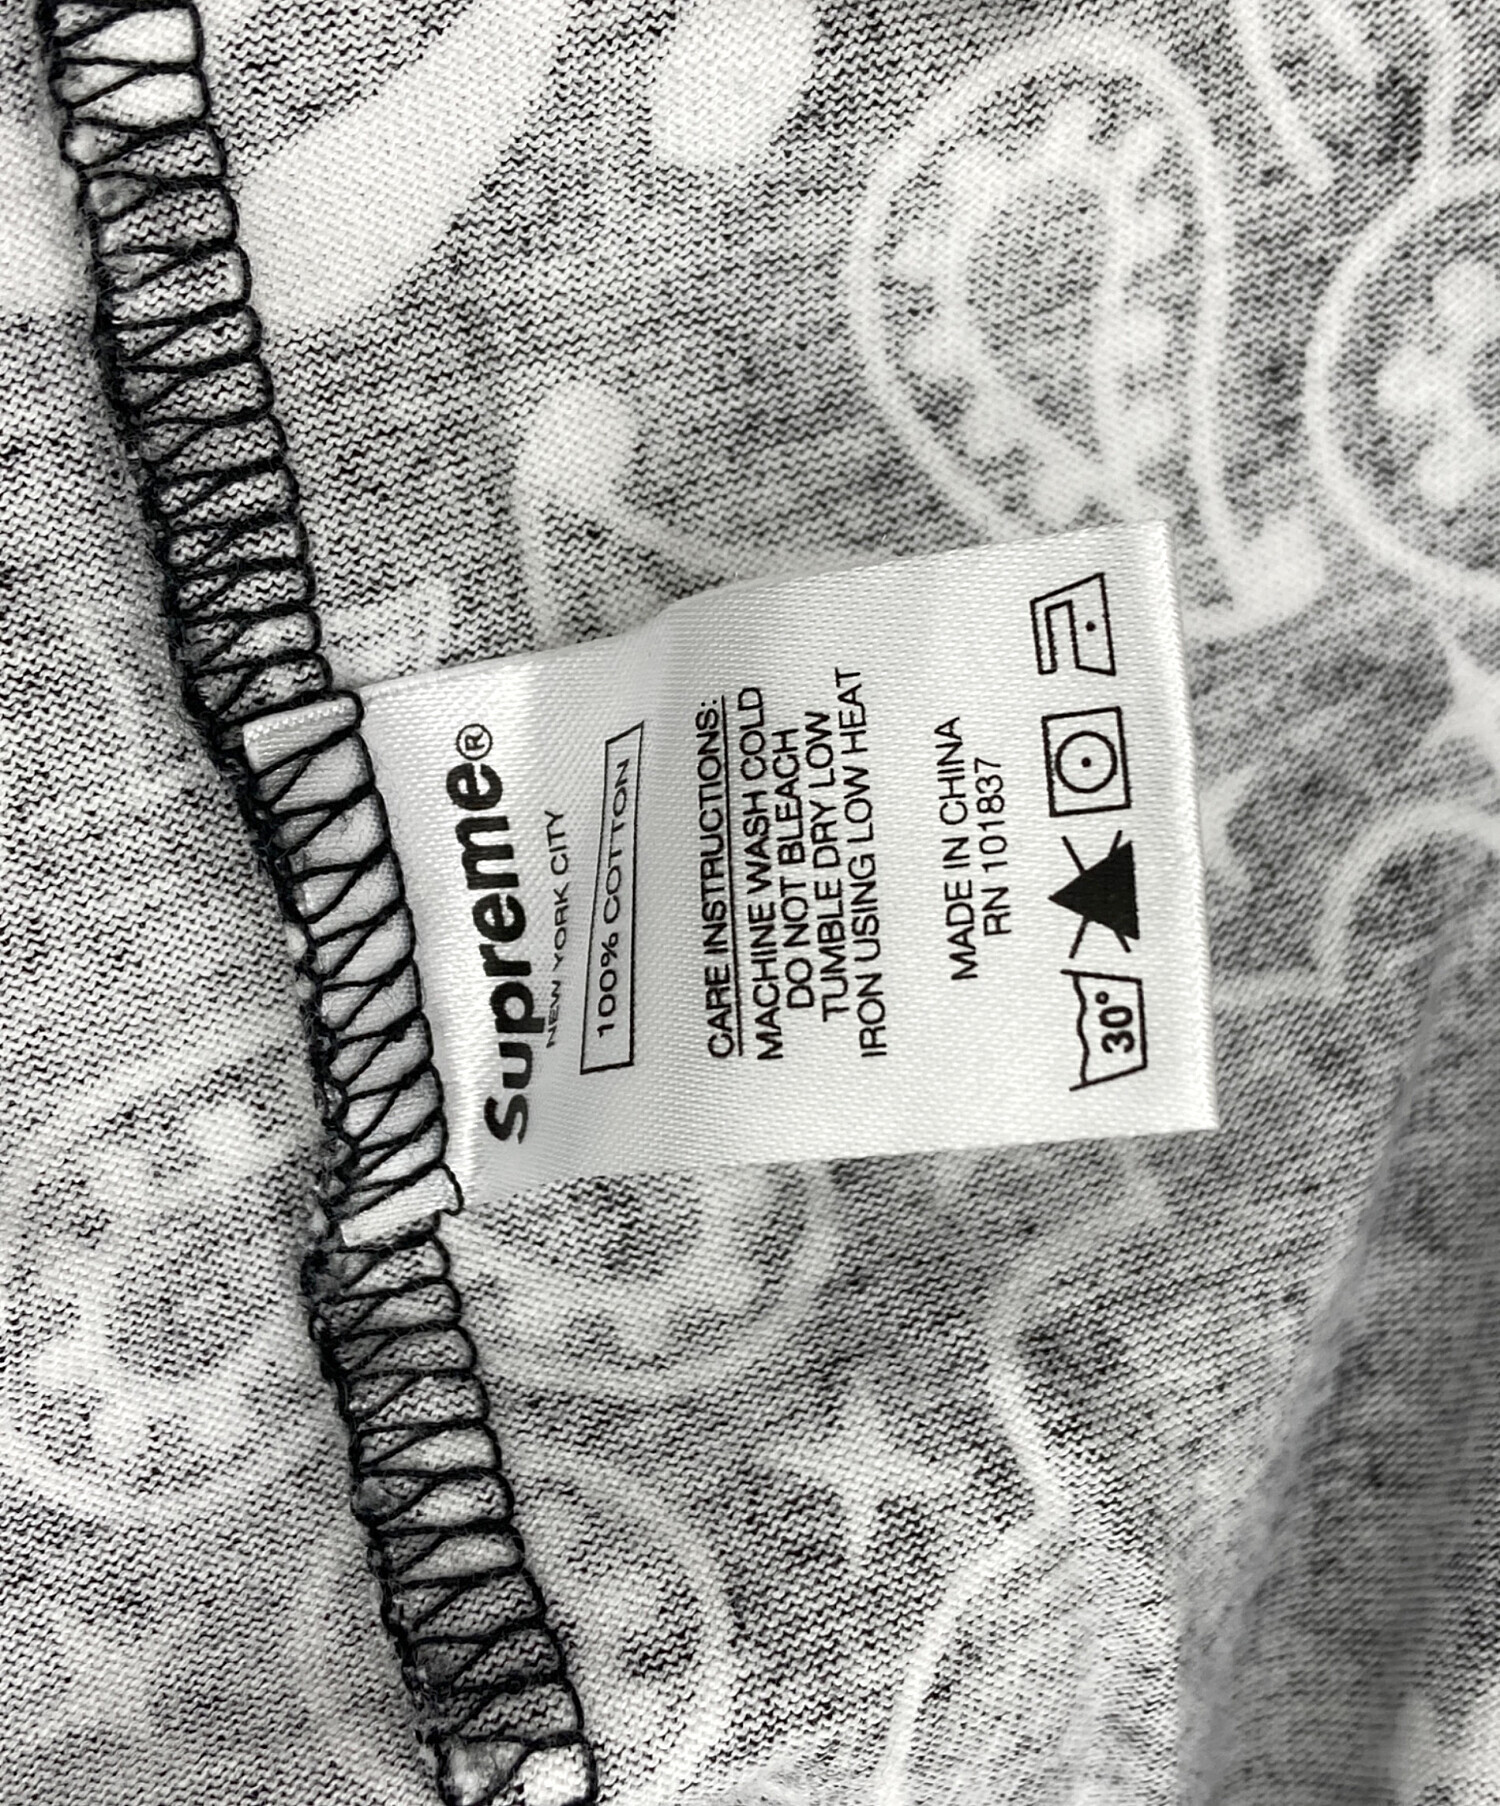 Supreme®
NEW YORK CITY
100% COTTON
CARE INSTRUCTIONS:
MACHINE WASH COLD
DO NOT BLEACH
TUMBLE DRY LOW
IRON USING LOW HEAT
MADE IN CHINA
RN 101837
30°